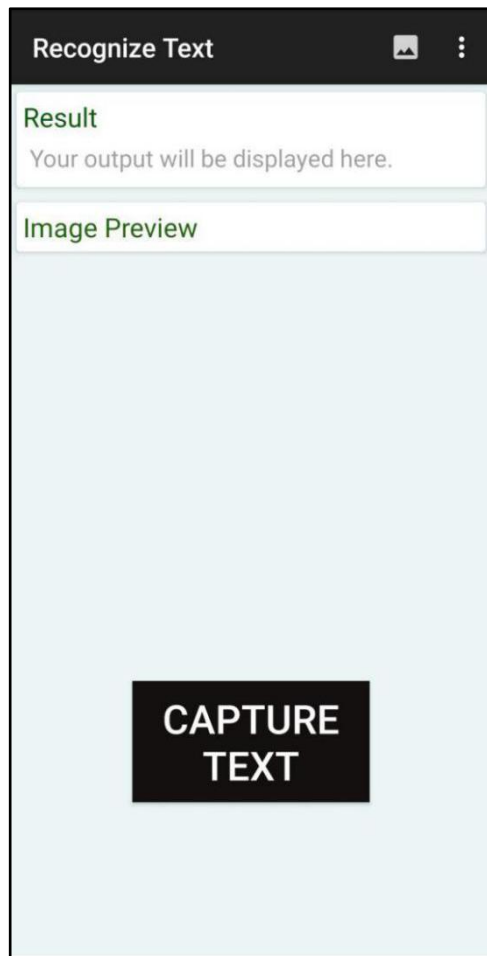 Recognize Text
Result
Your output will be displayed here.
Image Preview
CAPTURE
TEXT